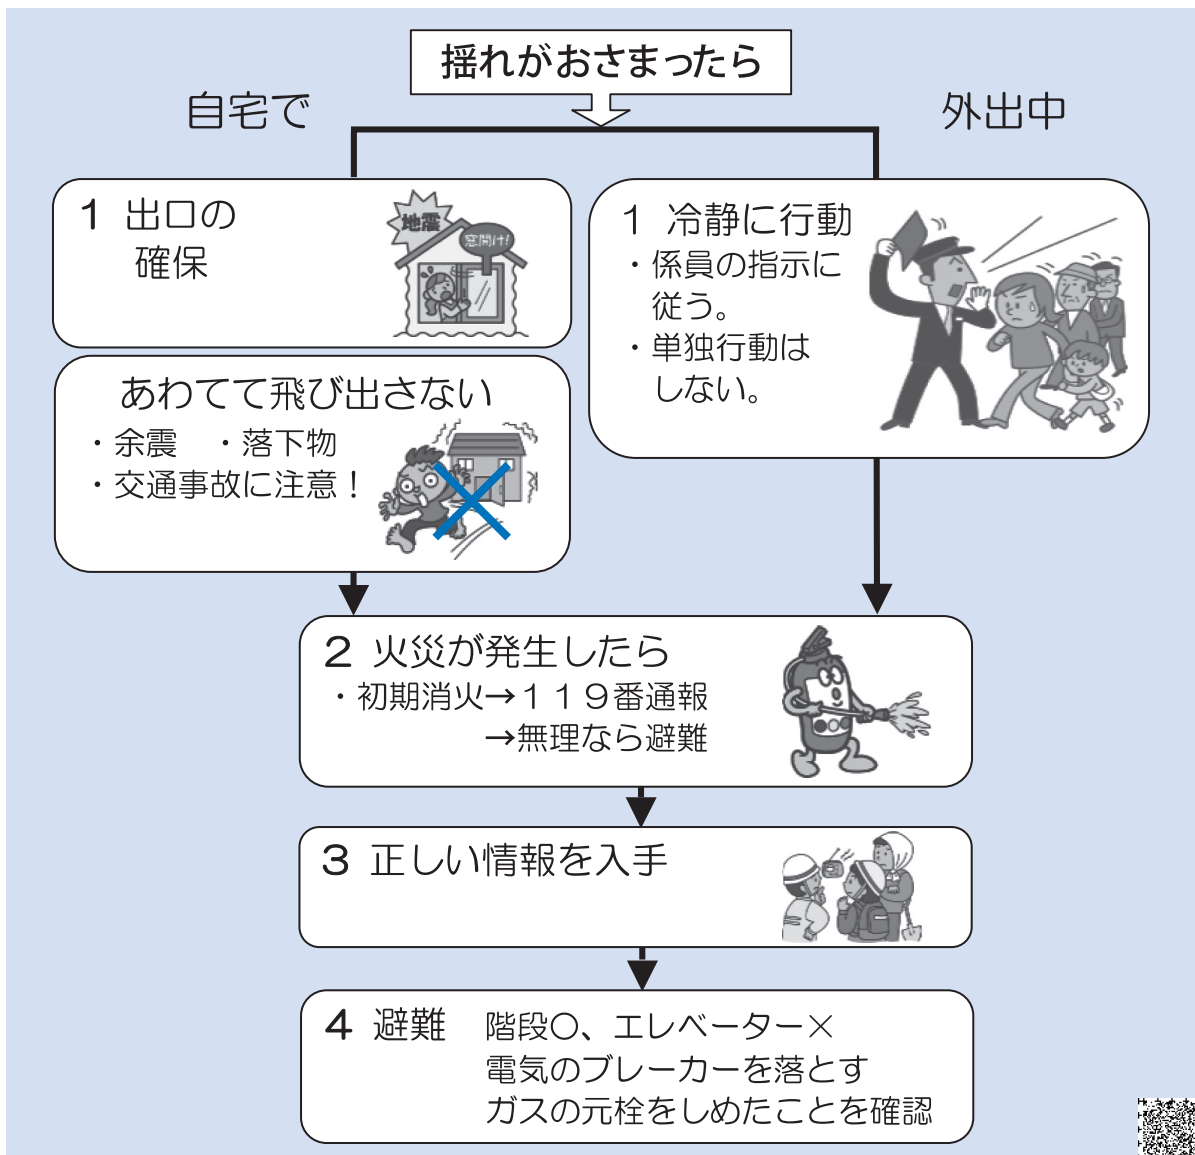 揺れがおさまったら
自宅で
外出中
1 出口の
確保
地震
窓開け!
あわてて飛び出さない
・余震　・落下物
・交通事故に注意！
1 冷静に行動
・係員の指示に
従う。
・単独行動は
しない。
2 火災が発生したら
・初期消火→１１９番通報
→無理なら避難
3 正しい情報を入手
4 避難　階段〇、エレベーター×
電気のブレーカーを落とす
ガスの元栓をしめたことを確認